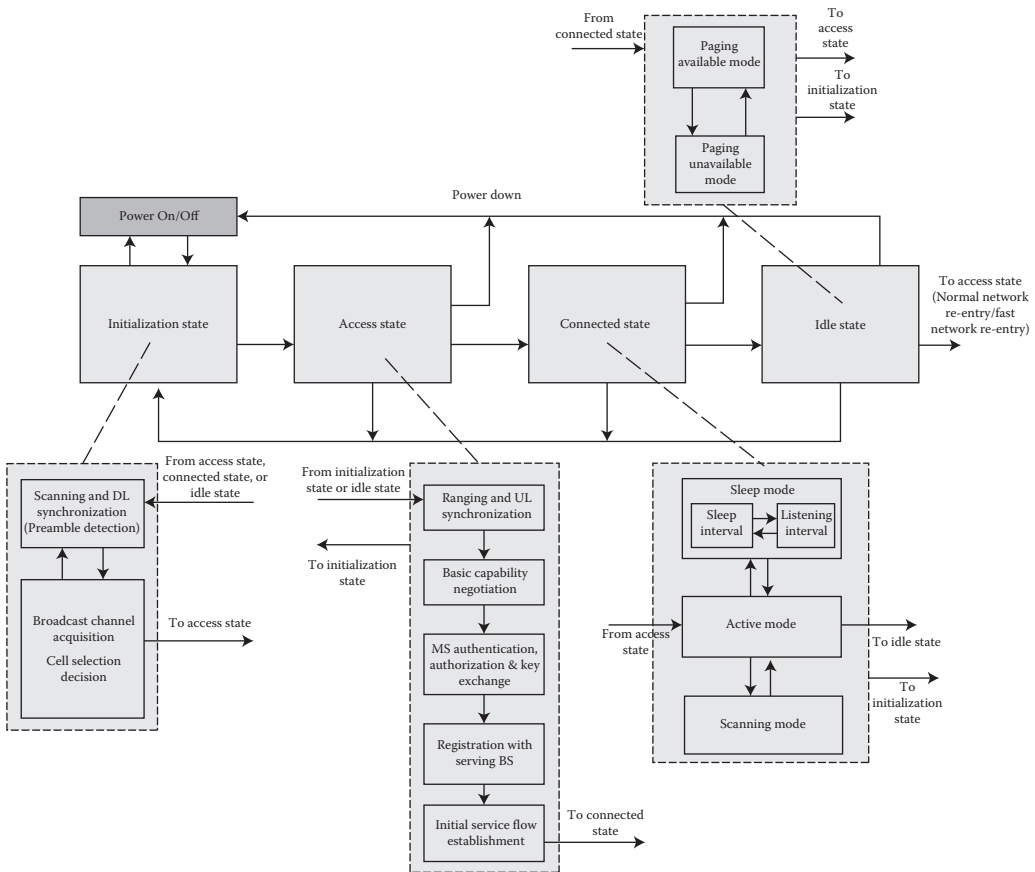 From
connected state
Paging
available mode
To
access
state
To
initialization
state
Paging
unavailable
mode
Power On/Off
Power down
Initialization state
Access state
Connected state
Idle state
To access state
(Normal network
re-entry/fast
network re-entry)
Scanning and DL
synchronization
(Preamble detection)
From access state,
connected state, or
idle state
Broadcast channel
acquisition
Cell selection
decision
To access state
From initialization
state or idle state
Ranging and UL
synchronization
To initialization
state
Basic capability
negotiation
MS authentication,
authorization & key
exchange
Registration with
serving BS
Initial service flow
establishment
To connected
state
Sleep mode
Sleep
interval
Listening
interval
From access
state
Active mode
To idle state
To
initialization
state
Scanning mode